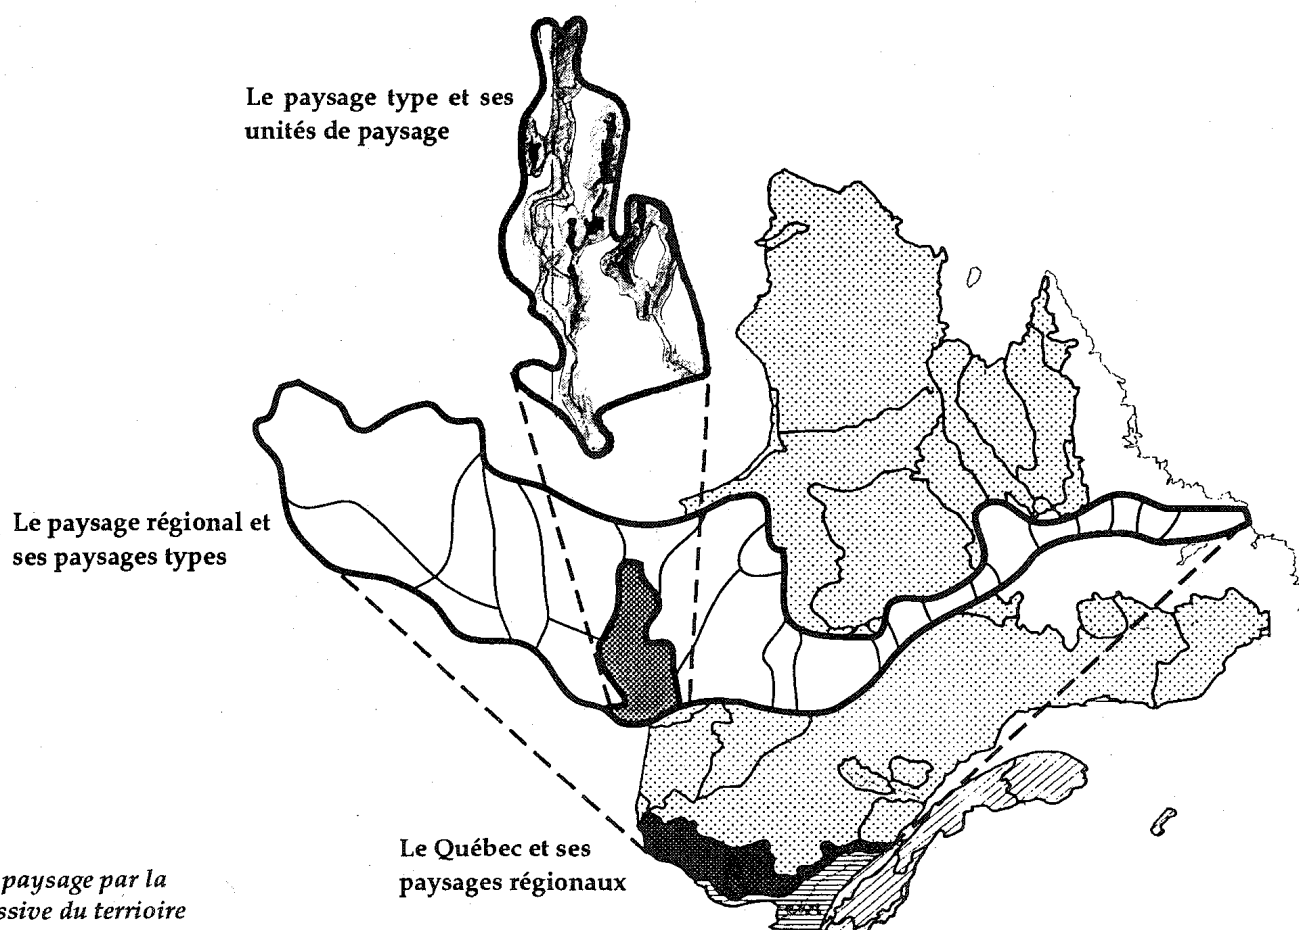 Le paysage type et ses
unités de paysage
Le paysage régional et
ses paysages types
Le Québec et ses
paysages régionaux
paysage par la
ssive du terrioire